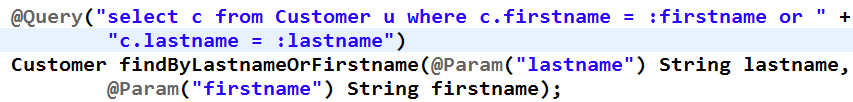 @Query("select c from Customer u where c.firstname = :firstname or " +
"c.lastname = :lastname")
Customer findByLastnameOrFirstname(@Param("lastname") String lastname,
@Param("firstname") String firstname);